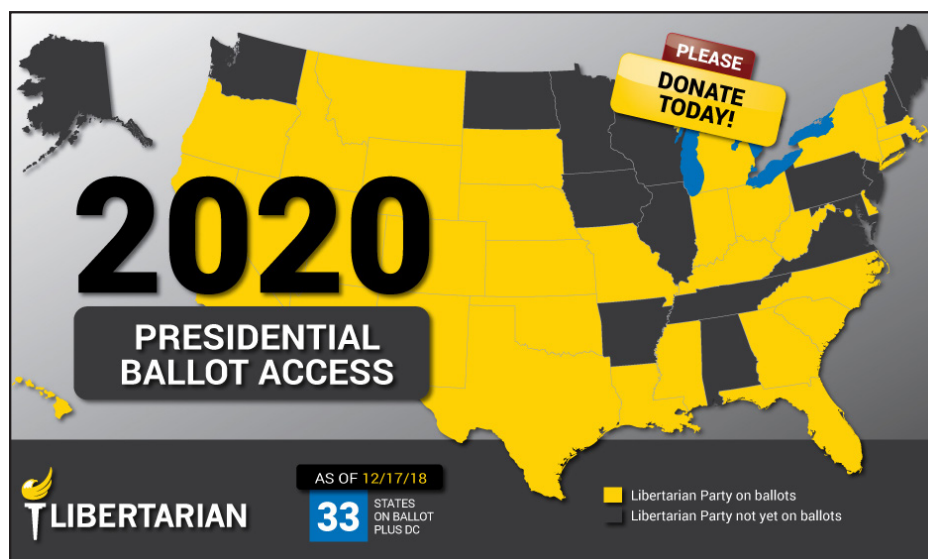 PLEASE
DONATE
TODAY!
2020
PRESIDENTIAL
BALLOT ACCESS
LIBERTARIAN
AS OF 12/17/18
33
STATES
ON BALLOT
PLUS DC
Libertarian Party on ballots
Libertarian Party not yet on ballots